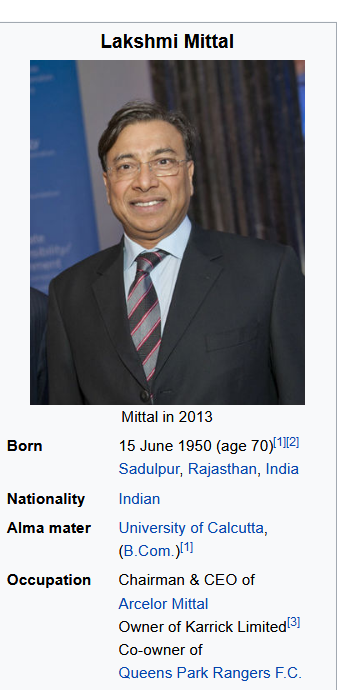 Lakshmi Mittal
Mittal in 2013
Born 15 June 1950 (age 70)[1][2]
Sadulpur, Rajasthan, India
Nationality Indian
Alma mater University of Calcutta,
(B.Com.)[1]
Occupation Chairman & CEO of
Arcelor Mittal
Owner of Karrick Limited[3]
Co-owner of
Queens Park Rangers F.C.